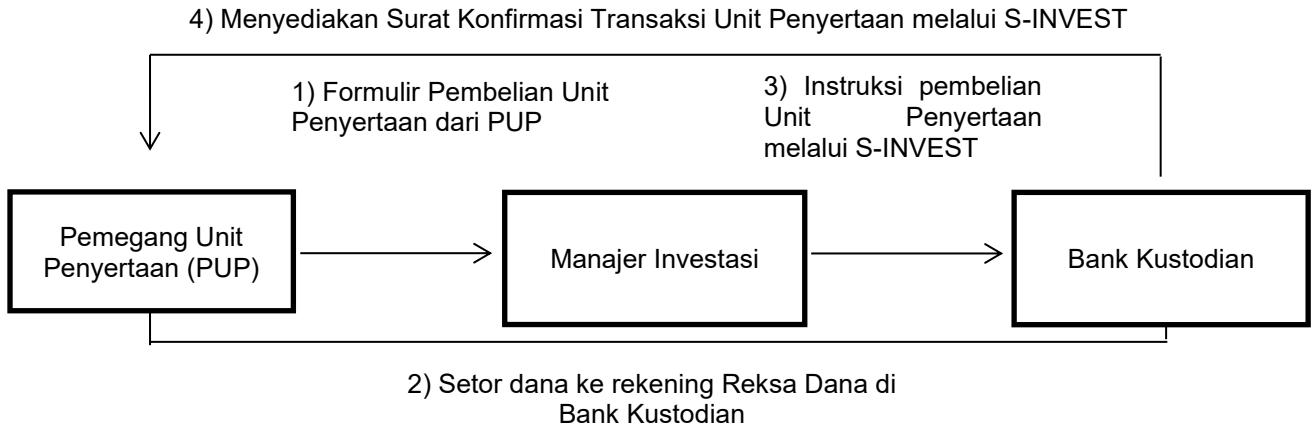 4) Menyediakan Surat Konfirmasi Transaksi Unit Penyertaan melalui S-INVEST
1) Formulir Pembelian Unit
Penyertaan dari PUP
3) Instruksi pembelian
Unit Penyertaan
melalui S-INVEST
Pemegang Unit
Penyertaan (PUP)
Manajer Investasi
Bank Kustodian
2) Setor dana ke rekening Reksa Dana di
Bank Kustodian